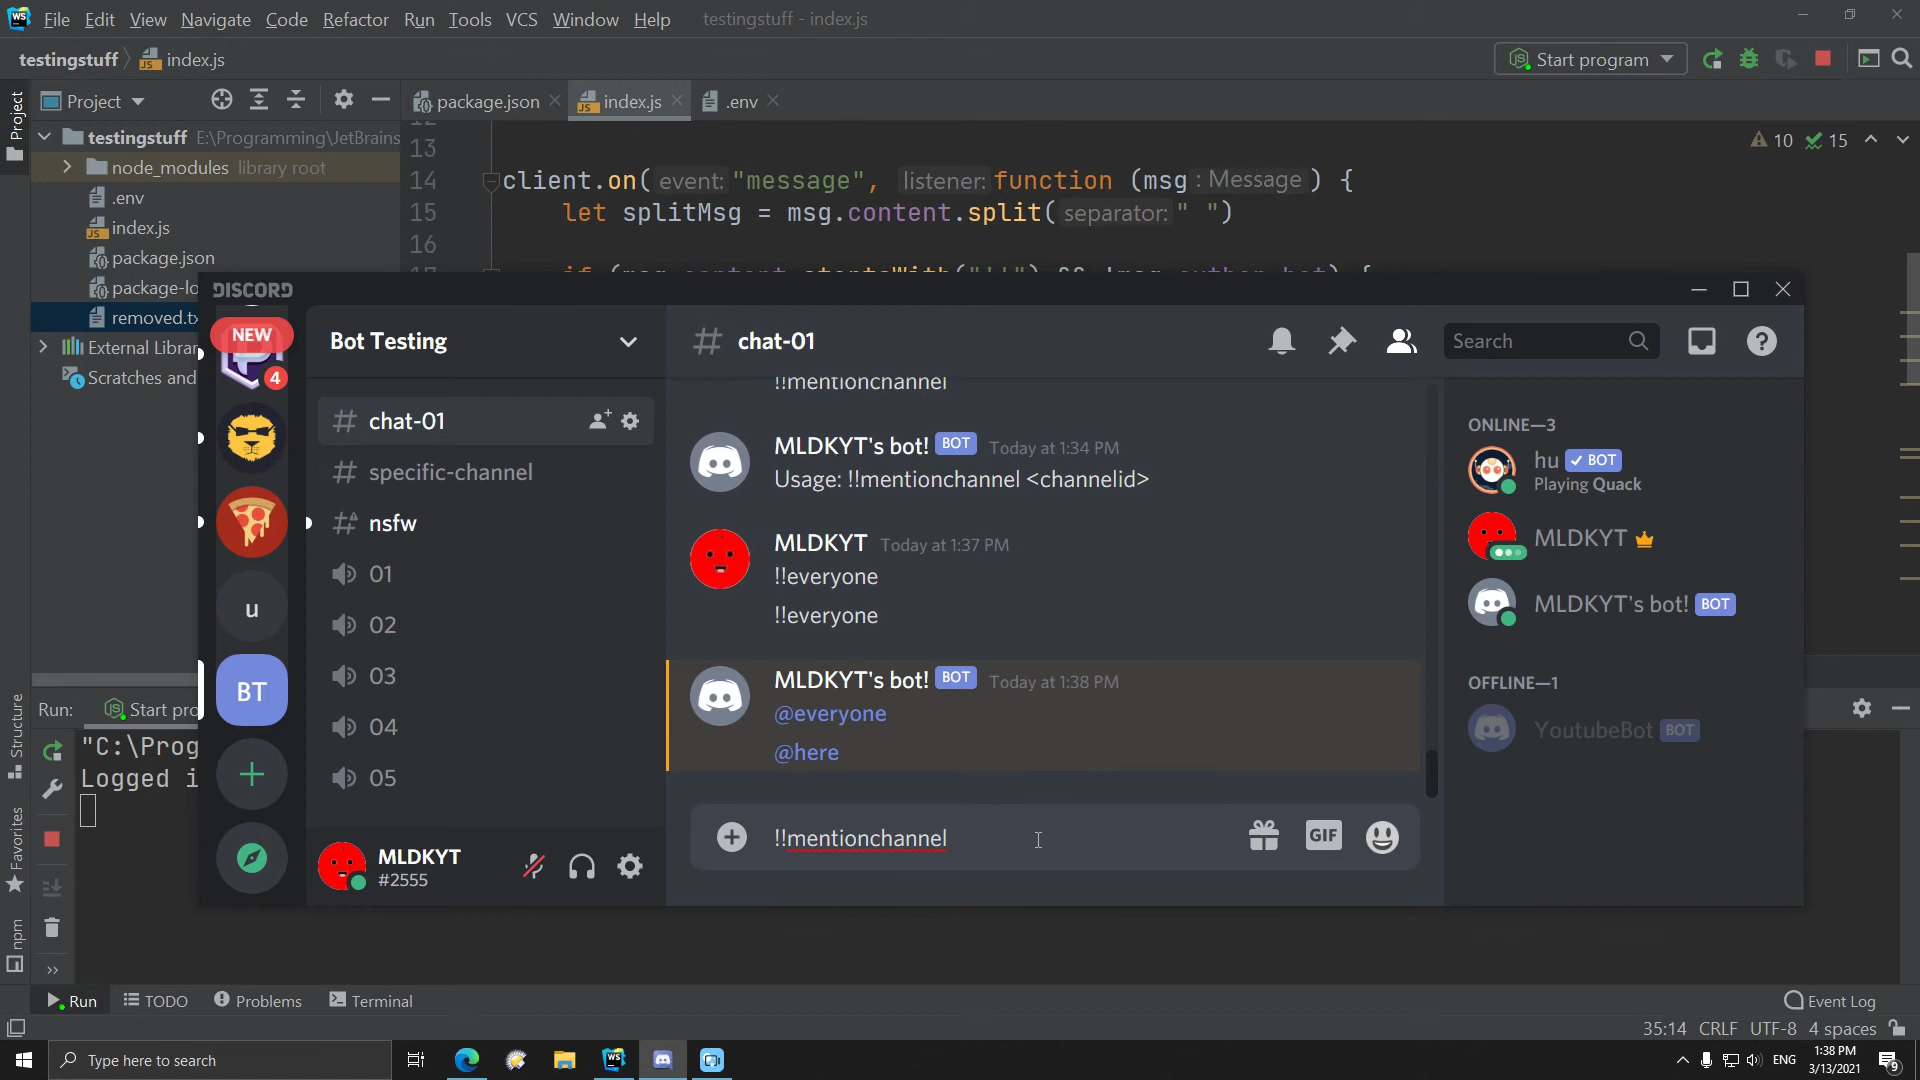 File Edit View Navigate Code Refactor Run Tools VCS Window Help testingstuff - index.js
testingstuff index.js Start program
Project package.json index.js .env
Project
testingstuff E:\Programming\JetBrains
node_modules library root
.env
index.js
package.json
package-lo
removed.tx
External Librar
Scratches and
13
14 client.on( event: "message", listener: function (msg : Message ) {
15 let splitMsg = msg.content.split( separator: " ")
16
10 15
DISCORD
NEW
4
u
BT
Bot Testing
chat-01
specific-channel
nsfw
01
02
03
04
05
MLDKYT
#2555
# chat-01
Search
!!mentionchannel
MLDKYT's bot! BOT Today at 1:34 PM
Usage: !!mentionchannel <channelid>
MLDKYT Today at 1:37 PM
!!everyone
!!everyone
MLDKYT's bot! BOT Today at 1:38 PM
@everyone
@here
!!mentionchannel
GIF
ONLINE—3
hu ✓ BOT
Playing Quack
MLDKYT
MLDKYT's bot! BOT
OFFLINE—1
YoutubeBot BOT
Run: Start pro
"C:\Prog
Logged i
Structure
Favorites
npm
Run TODO Problems Terminal Event Log
35:14 CRLF UTF-8 4 spaces
Type here to search
ENG
1:38 PM
3/13/2021
9